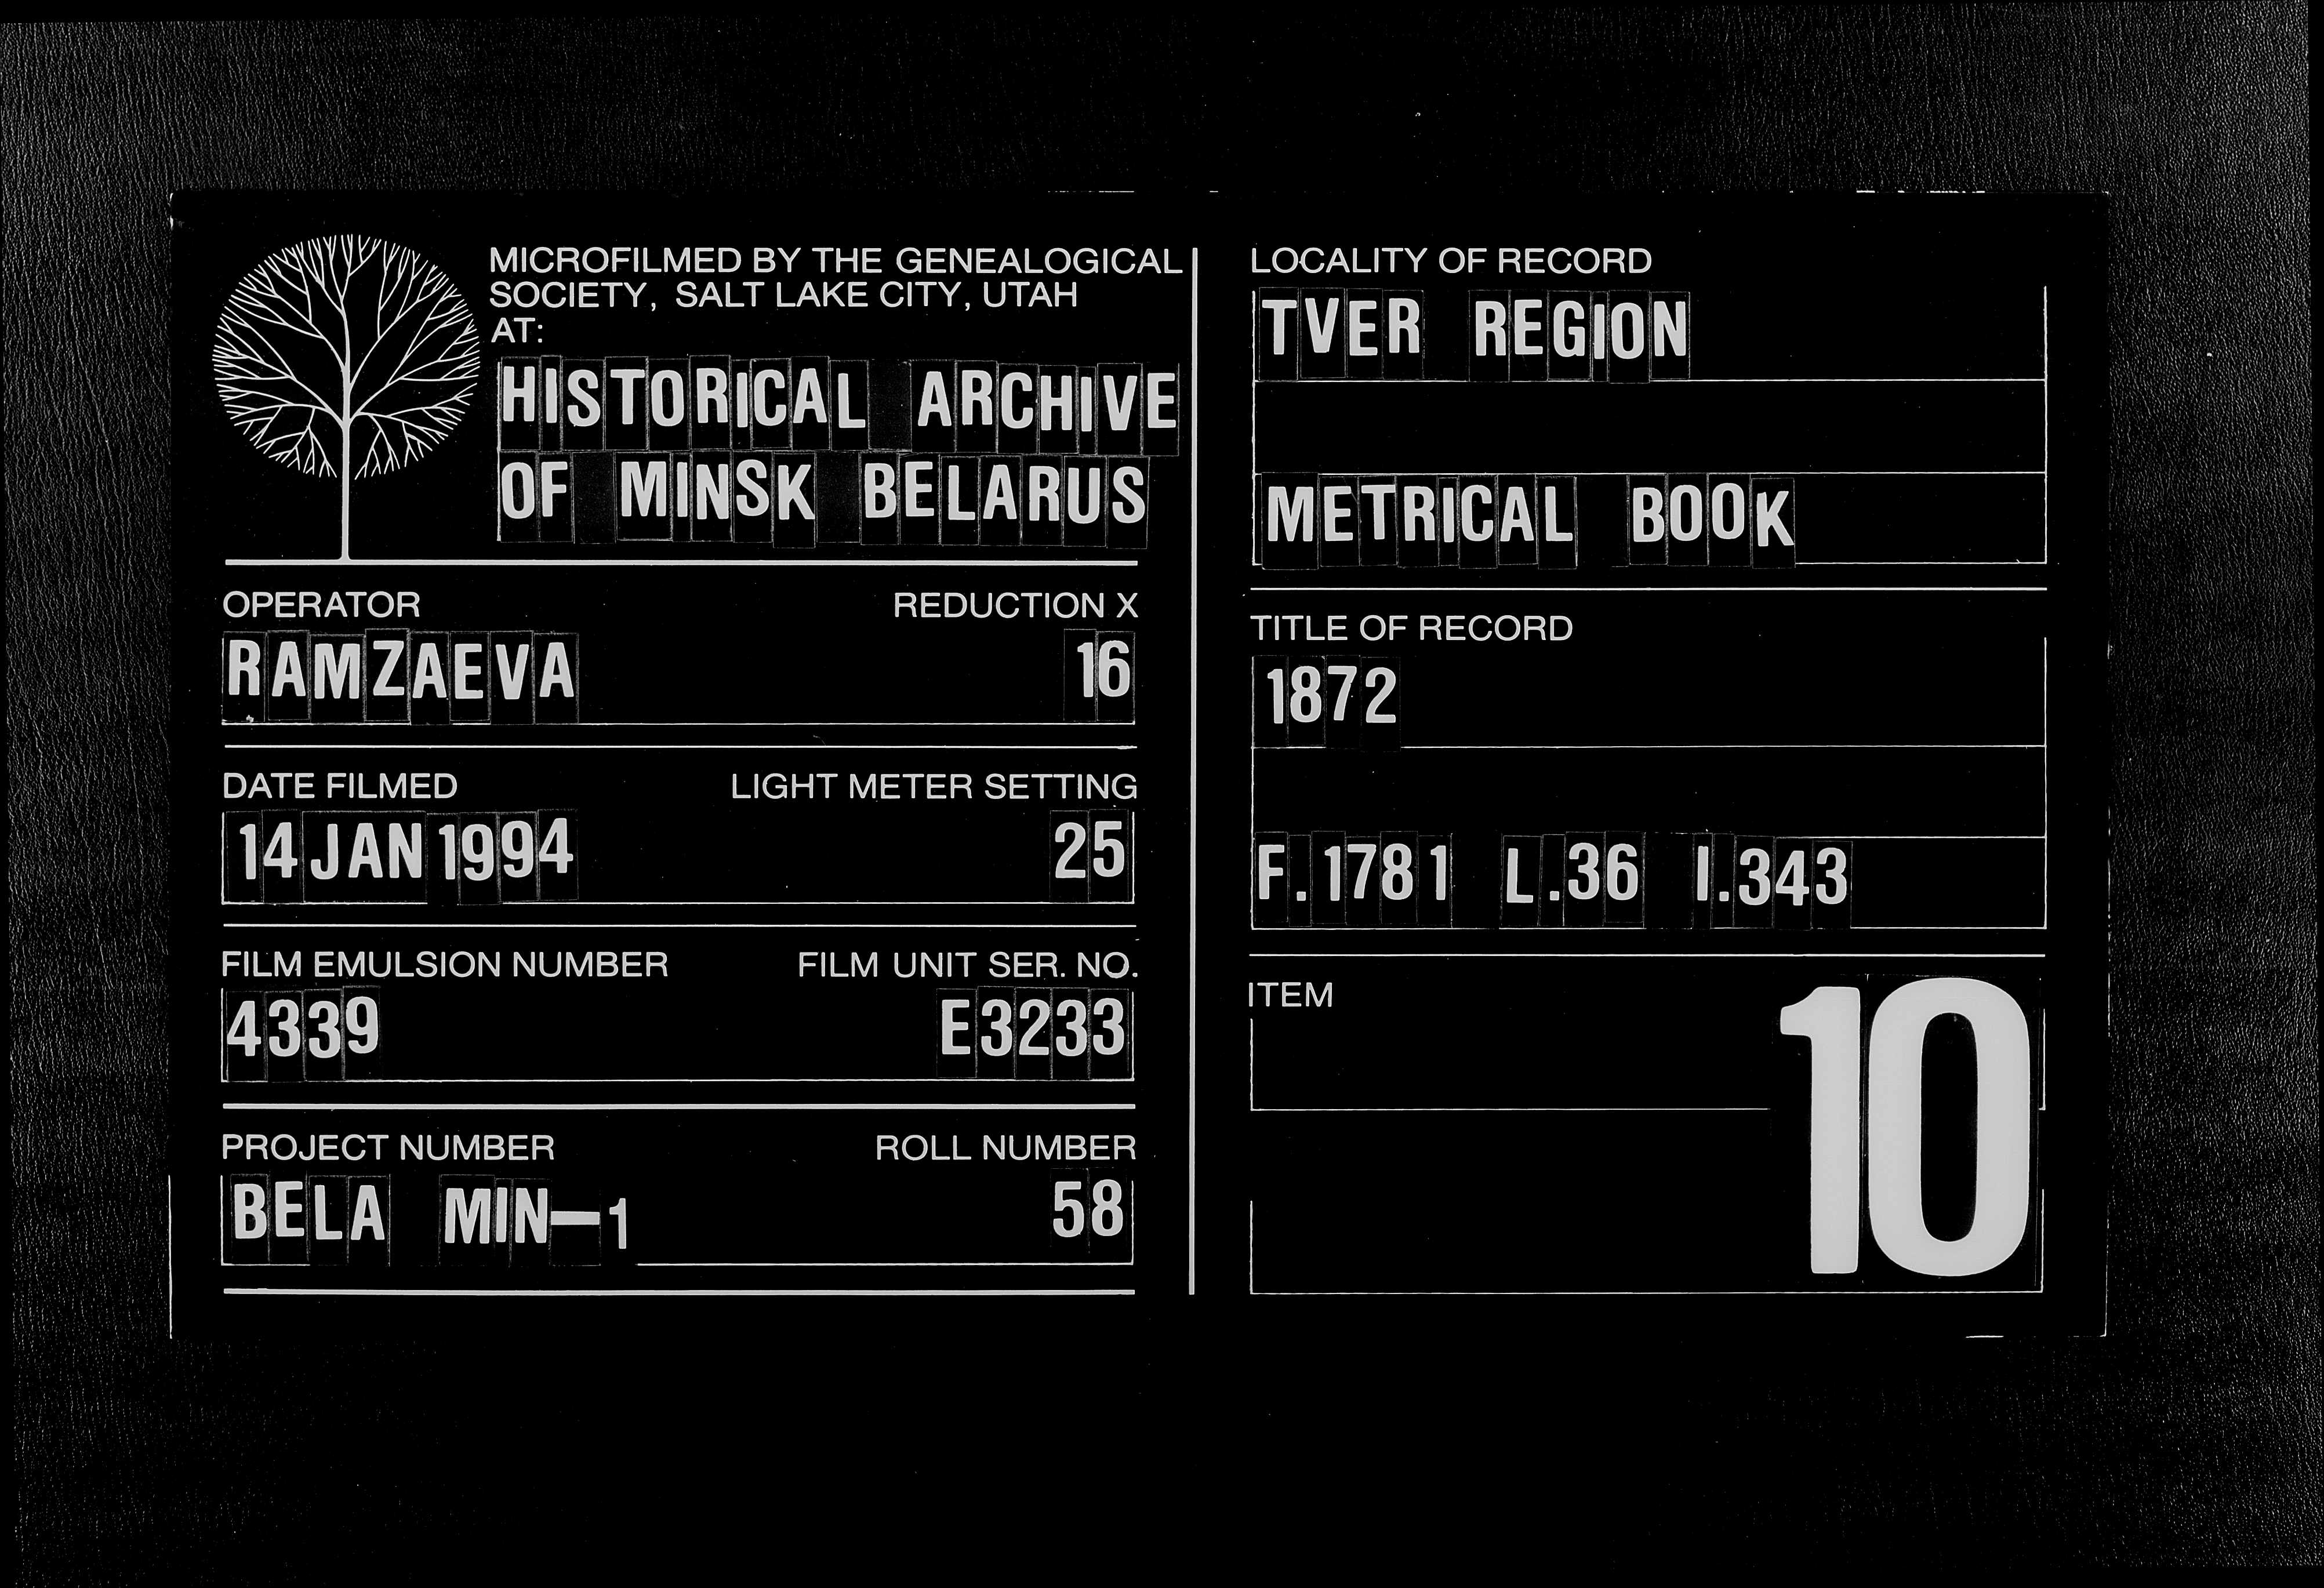 MICROFILMED BY THE GENEALOGICAL
SOCIETY, SALT LAKE CITY, UTAH
AT:
HISTORICAL ARCHIVE
OF MINSK BELARUS
OPERATOR REDUCTION X
RAMZAEVA 16
DATE FILMED LIGHT METER SETTING
14 JAN 1994 25
FILM EMULSION NUMBER FILM UNIT SER. NO.
4339 E3233
PROJECT NUMBER ROLL NUMBER
BELA MIN-1 58
LOCALITY OF RECORD
TVER REGION
METRICAL BOOK
TITLE OF RECORD
1872
F.1781 L.36 I.343
ITEM
10